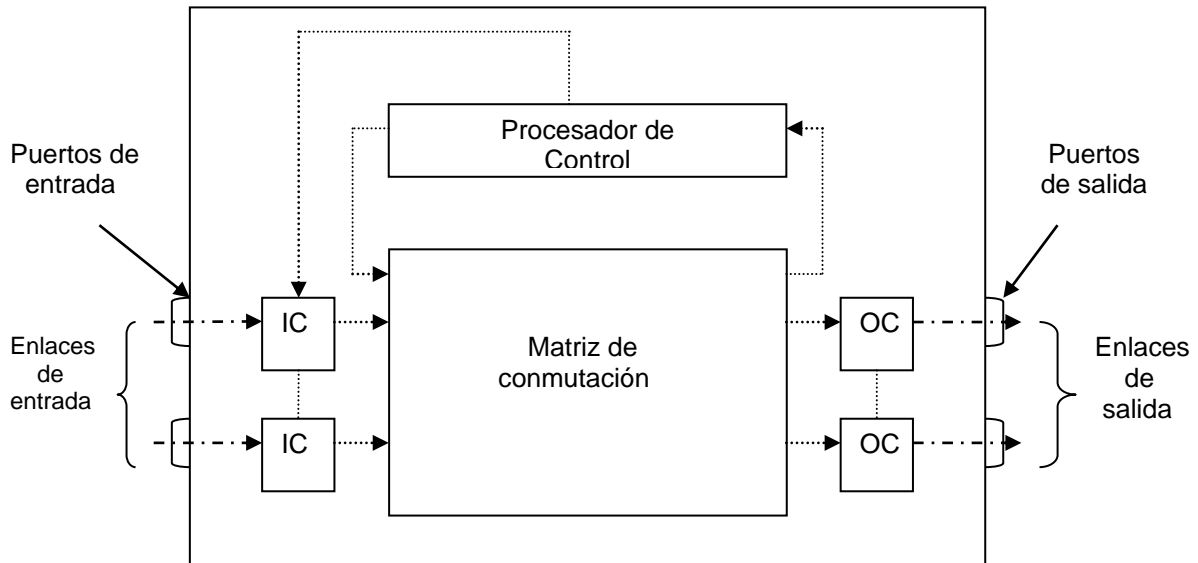 Procesador de
Control
Puertos de
entrada
Puertos
de salida
IC
Matriz de
conmutación
OC
Enlaces
de
entrada
Enlaces
de
salida
IC
OC